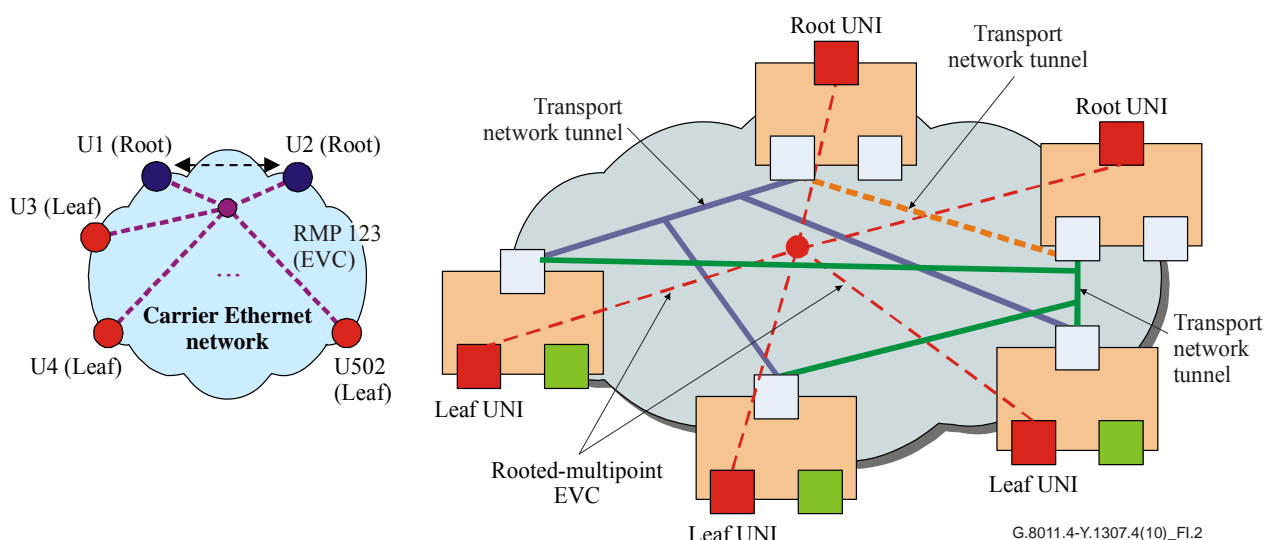 U1 (Root)
U2 (Root)
U3 (Leaf)
RMP 123
(EVC)
...
Carrier Ethernet
network
U4 (Leaf)
U502
(Leaf)
Root UNI
Transport
network tunnel
Transport
network tunnel
Root UNI
Transport
network
tunnel
Leaf UNI
Rooted-multipoint
EVC
Leaf UNI
Leaf UNI
G.8011.4-Y.1307.4(10)_FI.2